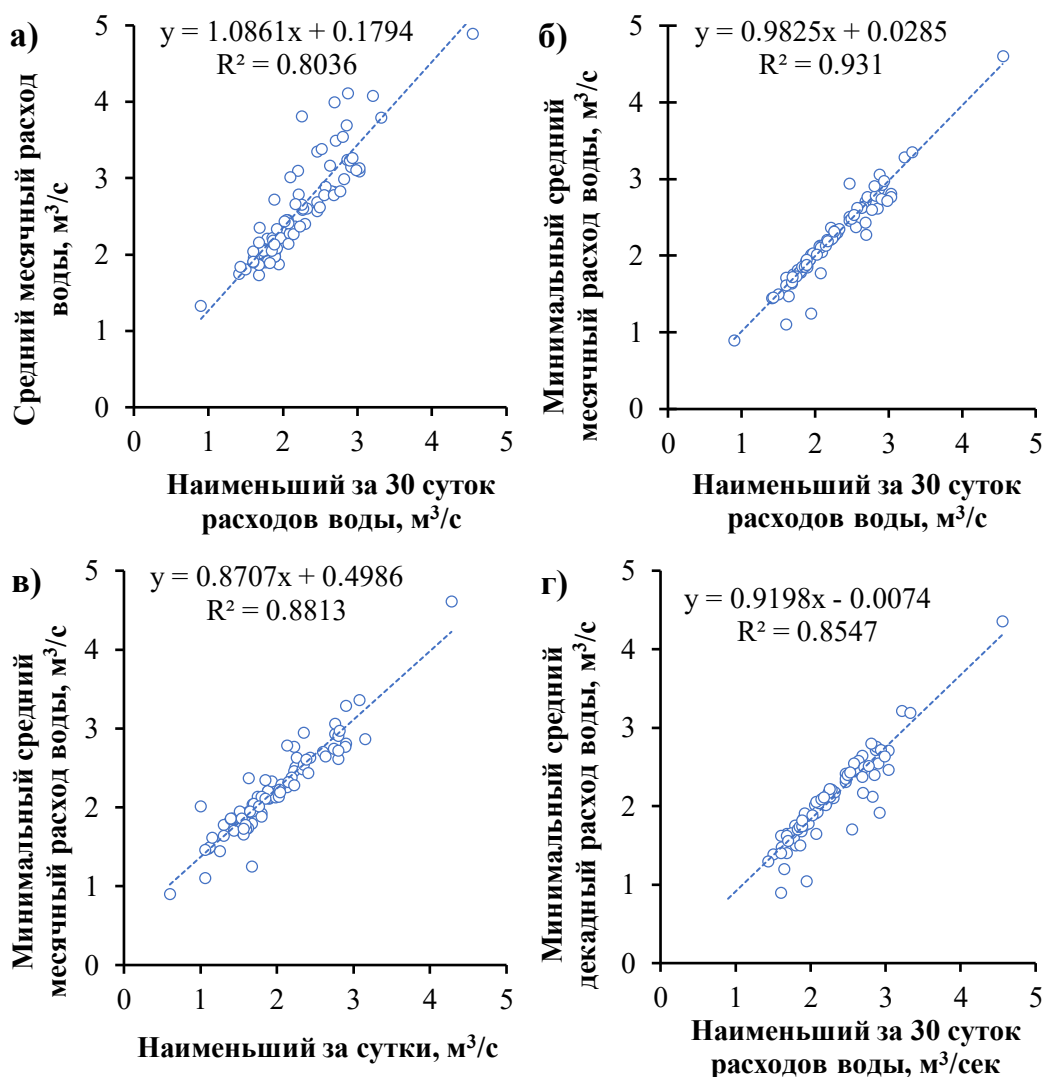 а)
y = 1.0861x + 0.1794
R² = 0.8036
Средний месячный расход
воды, м³/с
5
4
3
2
1
0
0 1 2 3 4 5
Наименьший за 30 суток
расходов воды, м³/с
б)
y = 0.9825x + 0.0285
R² = 0.931
Минимальный средний
месячный расход воды, м³/с
5
4
3
2
1
0
0 1 2 3 4 5
Наименьший за 30 суток
расходов воды, м³/с
в)
y = 0.8707x + 0.4986
R² = 0.8813
Минимальный средний
месячный расход воды, м³/с
5
4
3
2
1
0
0 1 2 3 4 5
Наименьший за сутки, м³/с
г)
y = 0.9198x - 0.0074
R² = 0.8547
Минимальный средний
декадный расход воды, м³/с
5
4
3
2
1
0
0 1 2 3 4 5
Наименьший за 30 суток
расходов воды, м³/сек